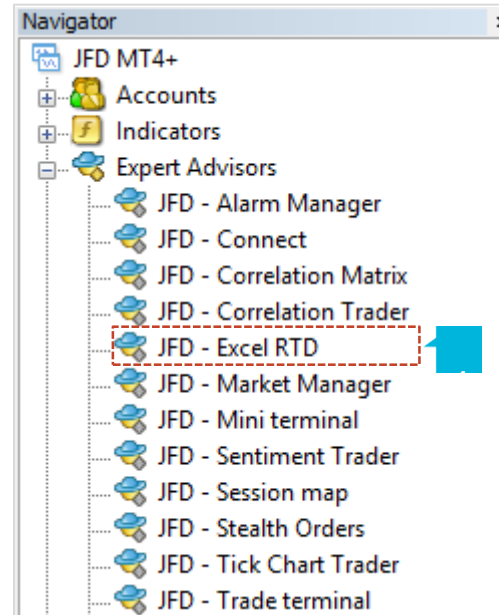 Navigator
JFD MT4+
Accounts
Indicators
Expert Advisors
JFD - Alarm Manager
JFD - Connect
JFD - Correlation Matrix
JFD - Correlation Trader
JFD - Excel RTD
JFD - Market Manager
JFD - Mini terminal
JFD - Sentiment Trader
JFD - Session map
JFD - Stealth Orders
JFD - Tick Chart Trader
JFD - Trade terminal